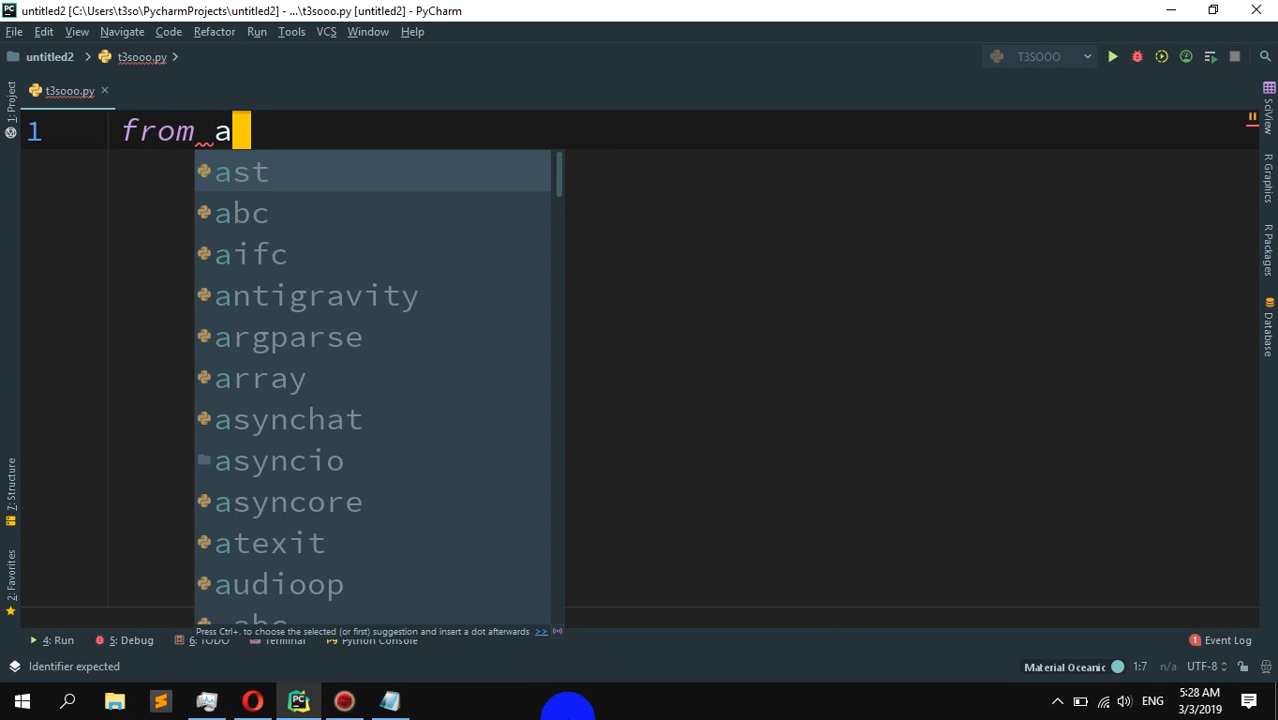 untitled2 [C:\Users\t3so\PycharmProjects\untitled2] - ...\t3sooo.py [untitled2] - PyCharm
File Edit View Navigate Code Refactor Run Tools VCS Window Help
untitled2 t3sooo.py T3SOOO
t3sooo.py
1: Project
1 from a
ast
abc
aifc
antigravity
argparse
array
asynchat
asyncio
asyncore
atexit
audioop
_abc
Press Ctrl+. to choose the selected (or first) suggestion and insert a dot afterwards >>
SciView
R Graphics
R Packages
Database
7: Structure
2: Favorites
4: Run 5: Debug 6: TODO Terminal Python Console 1 Event Log
Identifier expected Material Oceanic 1:7 n/a UTF-8
ENG 5:28 AM
3/3/2019